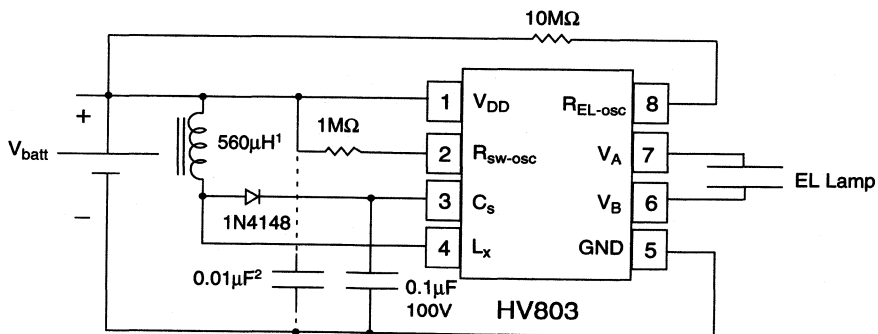 10MΩ
+
V_batt
−
560μH¹
1MΩ
1N4148
0.01μF²
0.1μF
100V
1 V_DD
2 R_sw-osc
3 C_s
4 L_x
R_EL-osc 8
V_A 7
V_B 6
GND 5
EL Lamp
HV803